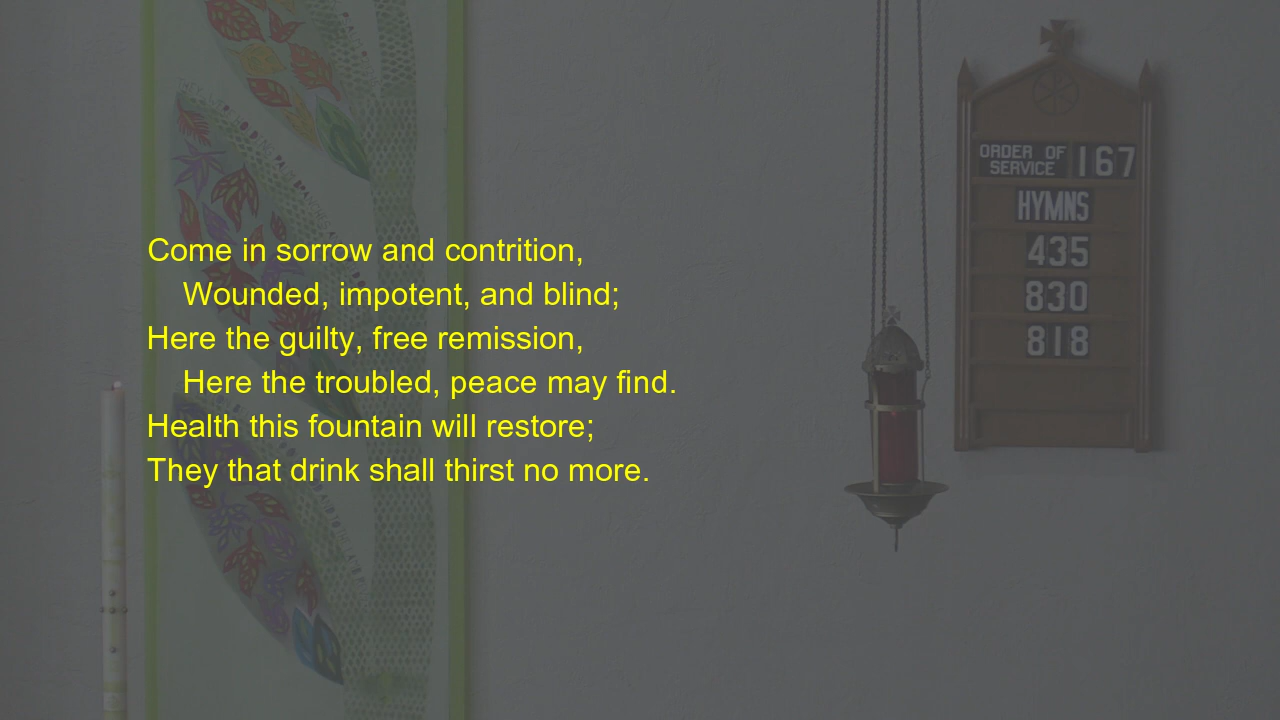 Come in sorrow and contrition,
Wounded, impotent, and blind;
Here the guilty, free remission,
Here the troubled, peace may find.
Health this fountain will restore;
They that drink shall thirst no more.
ORDER OF
SERVICE 167
HYMNS
435
830
818